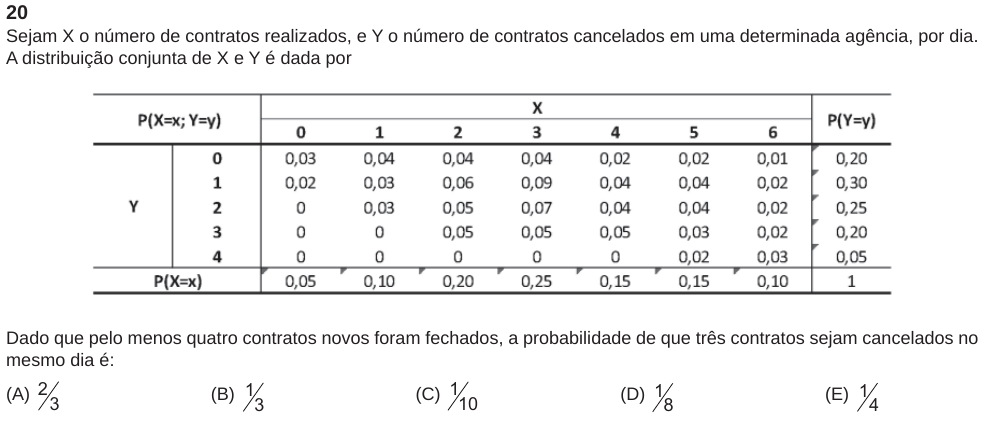 20
Sejam X o número de contratos realizados, e Y o número de contratos cancelados em uma determinada agência, por dia.
A distribuição conjunta de X e Y é dada por
P(X=x; Y=y) X P(Y=y)
0 1 2 3 4 5 6
Y 0 0,03 0,04 0,04 0,04 0,02 0,02 0,01 0,20
1 0,02 0,03 0,06 0,09 0,04 0,04 0,02 0,30
2 0 0,03 0,05 0,07 0,04 0,04 0,02 0,25
3 0 0 0,05 0,05 0,05 0,03 0,02 0,20
4 0 0 0 0 0 0,02 0,03 0,05
P(X=x) 0,05 0,10 0,20 0,25 0,15 0,15 0,10 1
Dado que pelo menos quatro contratos novos foram fechados, a probabilidade de que três contratos sejam cancelados no
mesmo dia é:
(A) 2/3 (B) 1/3 (C) 1/10 (D) 1/8 (E) 1/4